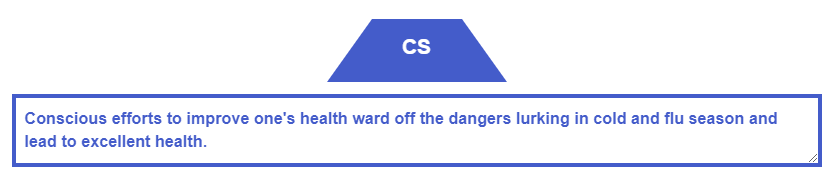 CS
Conscious efforts to improve one's health ward off the dangers lurking in cold and flu season and
lead to excellent health.